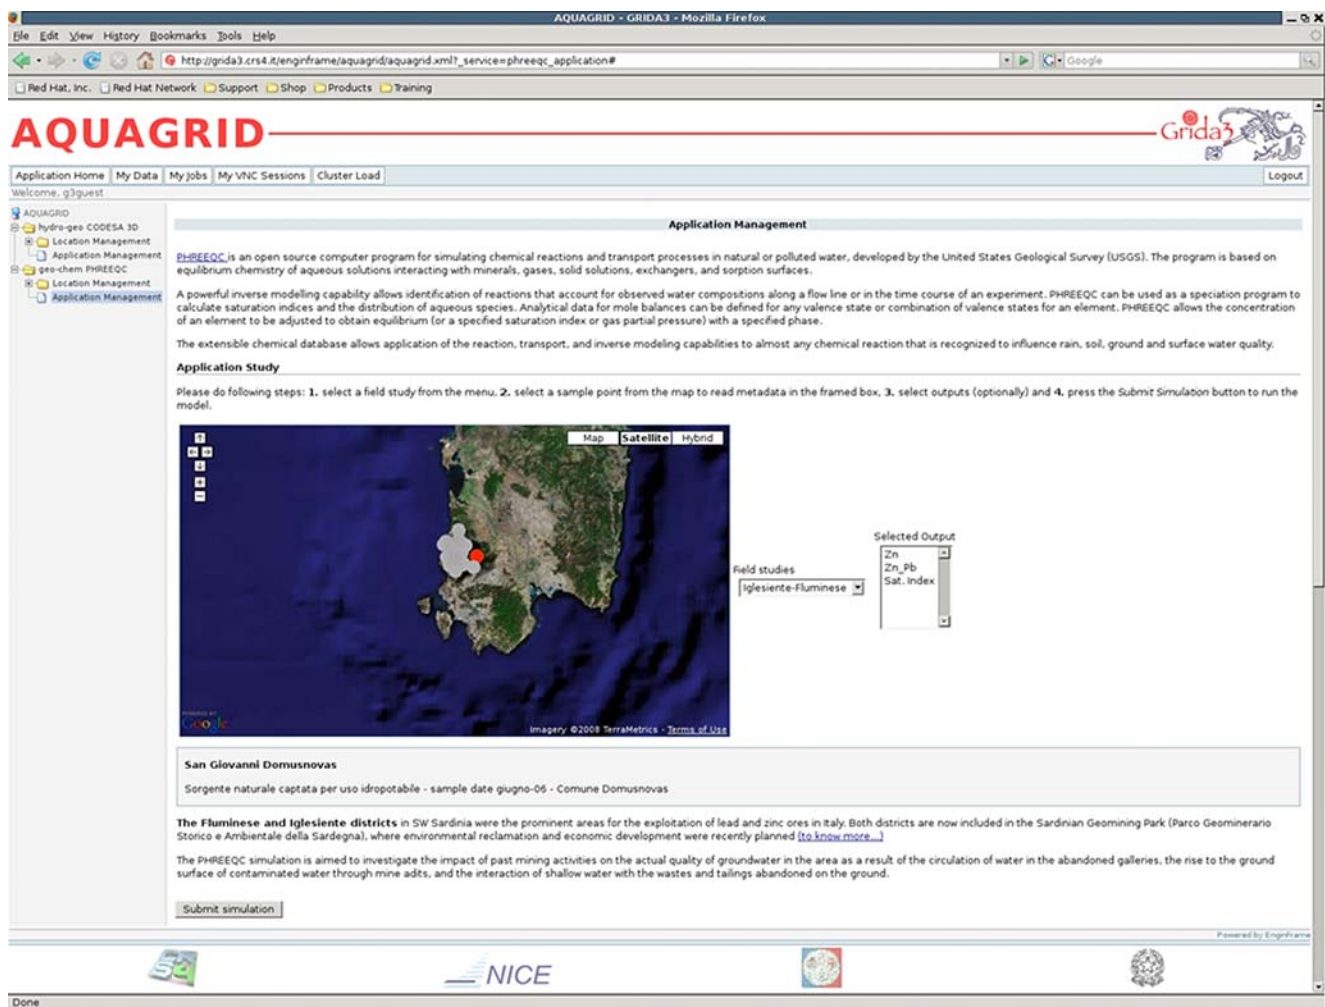 AQUAGRID - GRIDA3 - Mozilla Firefox
File Edit View History Bookmarks Tools Help
http://grida3.crs4.it/enginframe/aquagrid/aquagrid.xml?_service=phreeqc_application#
Google
Red Hat, Inc. Red Hat Network Support Shop Products Training
AQUAGRID
Grida3
Application Home My Data My Jobs My VNC Sessions Cluster Load Logout
Welcome, g3guest
AQUAGRID
hydro-geo CODESA 3D
Location Management
Application Management
geo-chem PHREEQC
Location Management
Application Management
Application Management
PHREEQC is an open source computer program for simulating chemical reactions and transport processes in natural or polluted water, developed by the United States Geological Survey (USGS). The program is based on
equilibrium chemistry of aqueous solutions interacting with minerals, gases, solid solutions, exchangers, and sorption surfaces.
A powerful inverse modelling capability allows identification of reactions that account for observed water compositions along a flow line or in the time course of an experiment. PHREEQC can be used as a speciation program to
calculate saturation indices and the distribution of aqueous species. Analytical data for mole balances can be defined for any valence state or combination of valence states for an element. PHREEQC allows the concentration
of an element to be adjusted to obtain equilibrium (or a specified saturation index or gas partial pressure) with a specified phase.
The extensible chemical database allows application of the reaction, transport, and inverse modeling capabilities to almost any chemical reaction that is recognized to influence rain, soil, ground and surface water quality.
Application Study
Please do following steps: 1. select a field study from the menu, 2. select a sample point from the map to read metadata in the framed box, 3. select outputs (optionally) and 4. press the Submit Simulation button to run the
model.
Map Satellite Hybrid
Selected Output
Zn
Zn_Pb
Sat. Index
Field studies
Iglesiente-Fluminese
POWERED BY
Google
Imagery ©2008 TerraMetrics - Terms of Use
San Giovanni Domusnovas
Sorgente naturale captata per uso idropotabile - sample date giugno-06 - Comune Domusnovas
The Fluminese and Iglesiente districts in SW Sardinia were the prominent areas for the exploitation of lead and zinc ores in Italy. Both districts are now included in the Sardinian Geomining Park (Parco Geominerario
Storico e Ambientale della Sardegna), where environmental reclamation and economic development were recently planned (to know more...)
The PHREEQC simulation is aimed to investigate the impact of past mining activities on the actual quality of groundwater in the area as a result of the circulation of water in the abandoned galleries, the rise to the ground
surface of contaminated water through mine adits, and the interaction of shallow water with the wastes and tailings abandoned on the ground.
Submit simulation
Powered by EnginFrame
NICE
Done